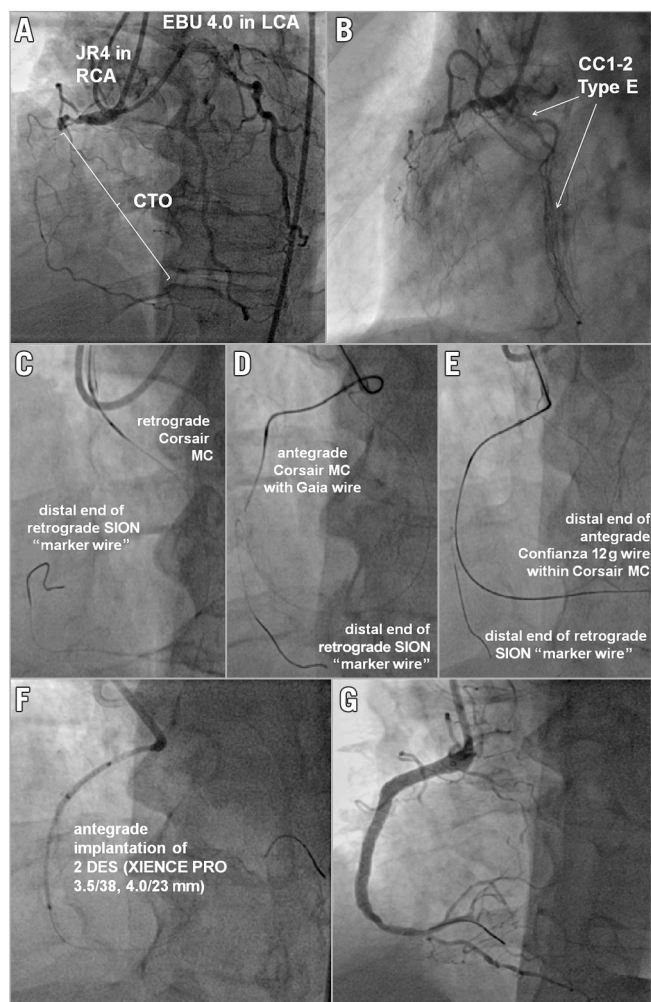 A
EBU 4.0 in LCA
JR4 in
RCA
CTO
B
CC1-2
Type E
C
retrograde
Corsair
MC
distal end of
retrograde SION
“marker wire”
D
antegrade
Corsair MC
with Gaia wire
distal end of
retrograde SION
“marker wire”
E
distal end of
antegrade
Confianza 12g wire
within Corsair MC
distal end of retrograde
SION “marker wire”
F
antegrade
implantation of
2 DES (XIENCE PRO
3.5/38, 4.0/23 mm)
G